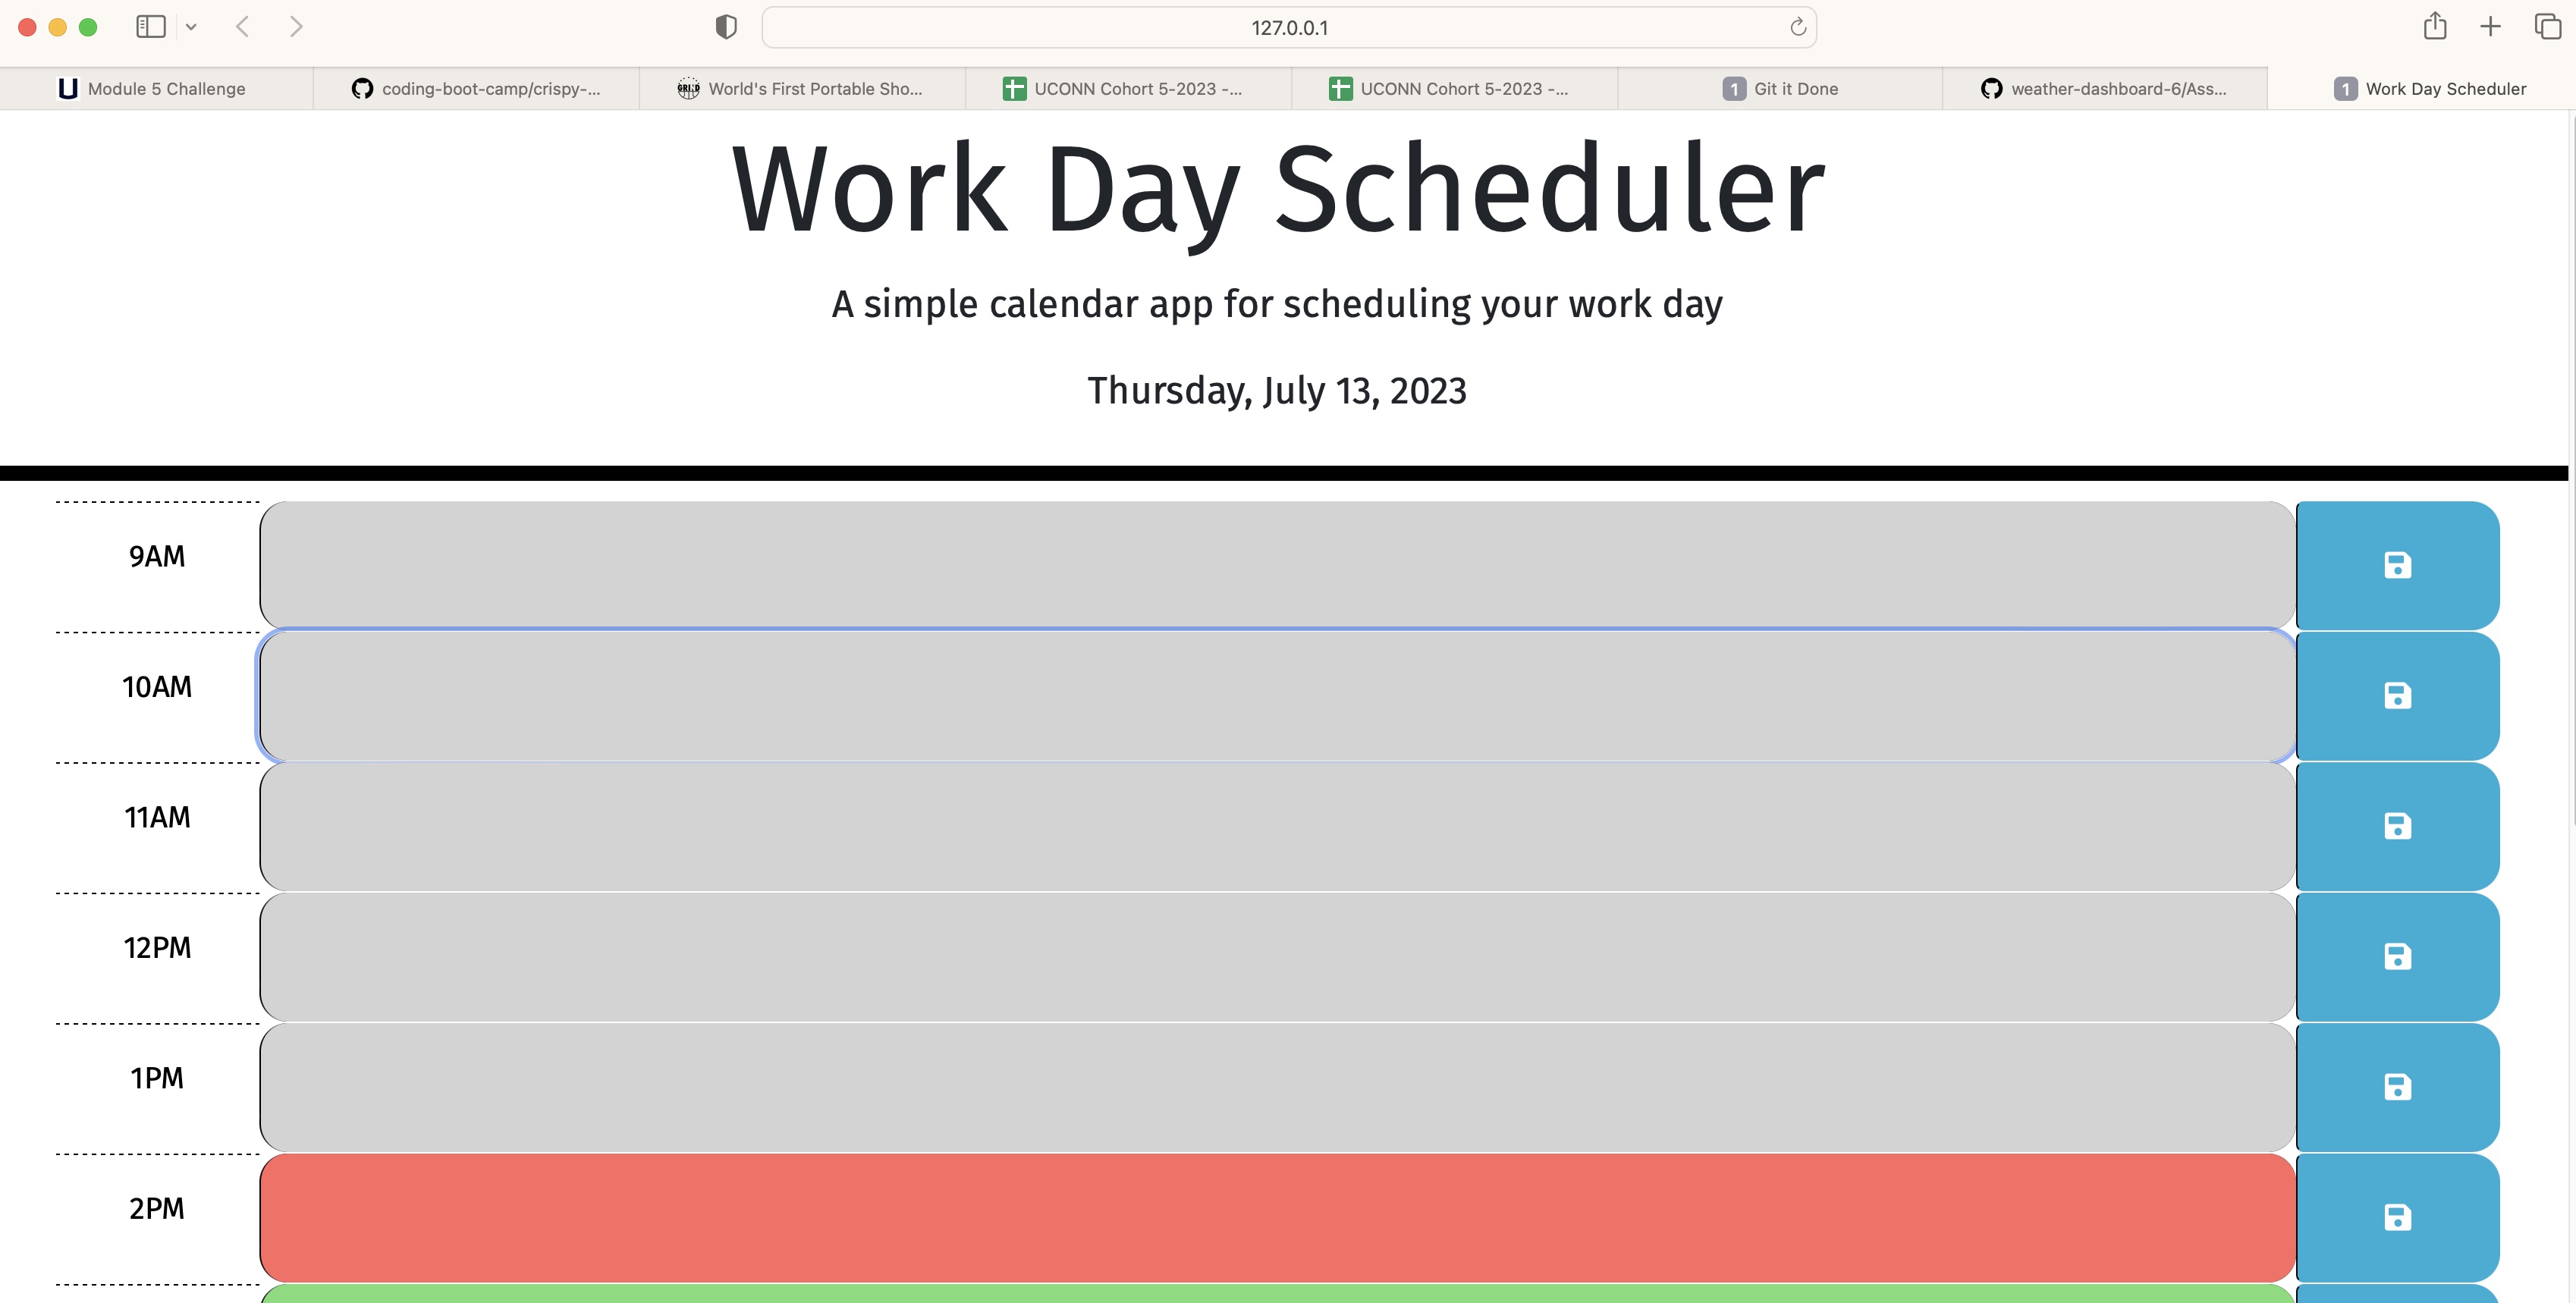 127.0.0.1
Module 5 Challenge
coding-boot-camp/crispy-...
GRiiD World's First Portable Sho...
UCONN Cohort 5-2023 -...
UCONN Cohort 5-2023 -...
1 Git it Done
weather-dashboard-6/Ass...
1 Work Day Scheduler
Work Day Scheduler
A simple calendar app for scheduling your work day
Thursday, July 13, 2023
9AM
10AM
11AM
12PM
1PM
2PM